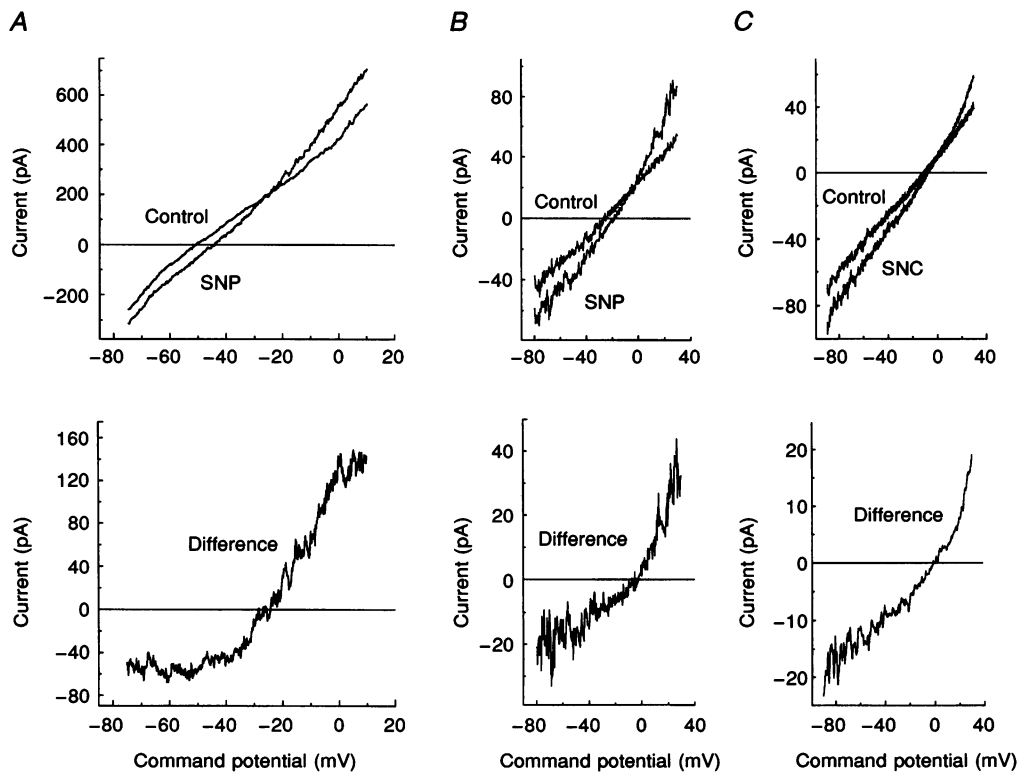 A
B
C
600
400
200
0
−200
Current (pA)
Control
SNP
−80
−60
−40
−20
0
20
80
40
0
−40
Current (pA)
Control
SNP
−80
−40
0
40
40
0
−40
−80
Current (pA)
Control
SNC
−80
−40
0
40
160
120
80
40
0
−40
−80
Current (pA)
Difference
−80
−60
−40
−20
0
20
Command potential (mV)
40
20
0
−20
Current (pA)
Difference
−80
−40
0
40
Command potential (mV)
20
10
0
−10
−20
Current (pA)
Difference
−80
−40
0
40
Command potential (mV)